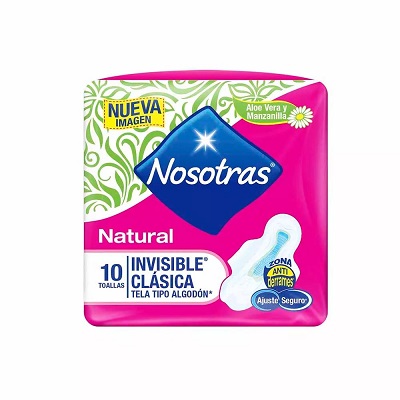 NUEVA
IMAGEN
Aloe Vera y
Manzanilla
Nosotras®
Natural
10
TOALLAS
INVISIBLE®
CLÁSICA
TELA TIPO ALGODÓN*
ZONA
ANTI
derrames
Ajuste Seguro*